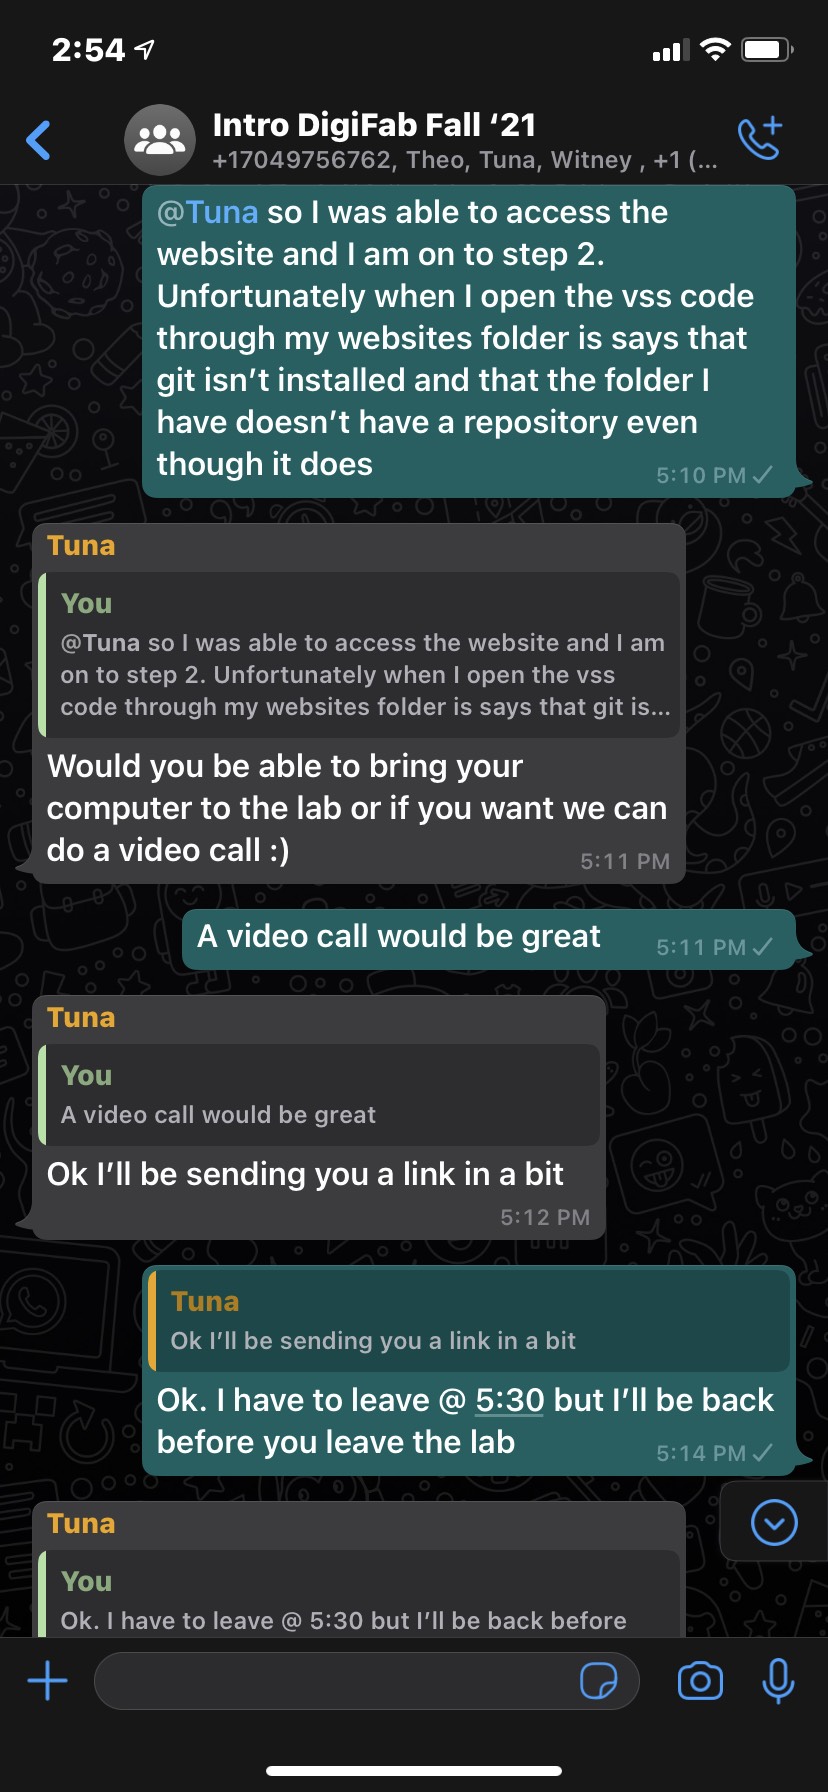 2:54
Intro DigiFab Fall ‘21
+17049756762, Theo, Tuna, Witney , +1 (...
@Tuna so I was able to access the
website and I am on to step 2.
Unfortunately when I open the vss code
through my websites folder is says that
git isn’t installed and that the folder I
have doesn’t have a repository even
though it does
5:10 PM
Tuna
You
@Tuna so I was able to access the website and I am
on to step 2. Unfortunately when I open the vss
code through my websites folder is says that git is...
Would you be able to bring your
computer to the lab or if you want we can
do a video call :)
5:11 PM
A video call would be great
5:11 PM
Tuna
You
A video call would be great
Ok I’ll be sending you a link in a bit
5:12 PM
Tuna
Ok I’ll be sending you a link in a bit
Ok. I have to leave @ 5:30 but I’ll be back
before you leave the lab
5:14 PM
Tuna
You
Ok. I have to leave @ 5:30 but I’ll be back before